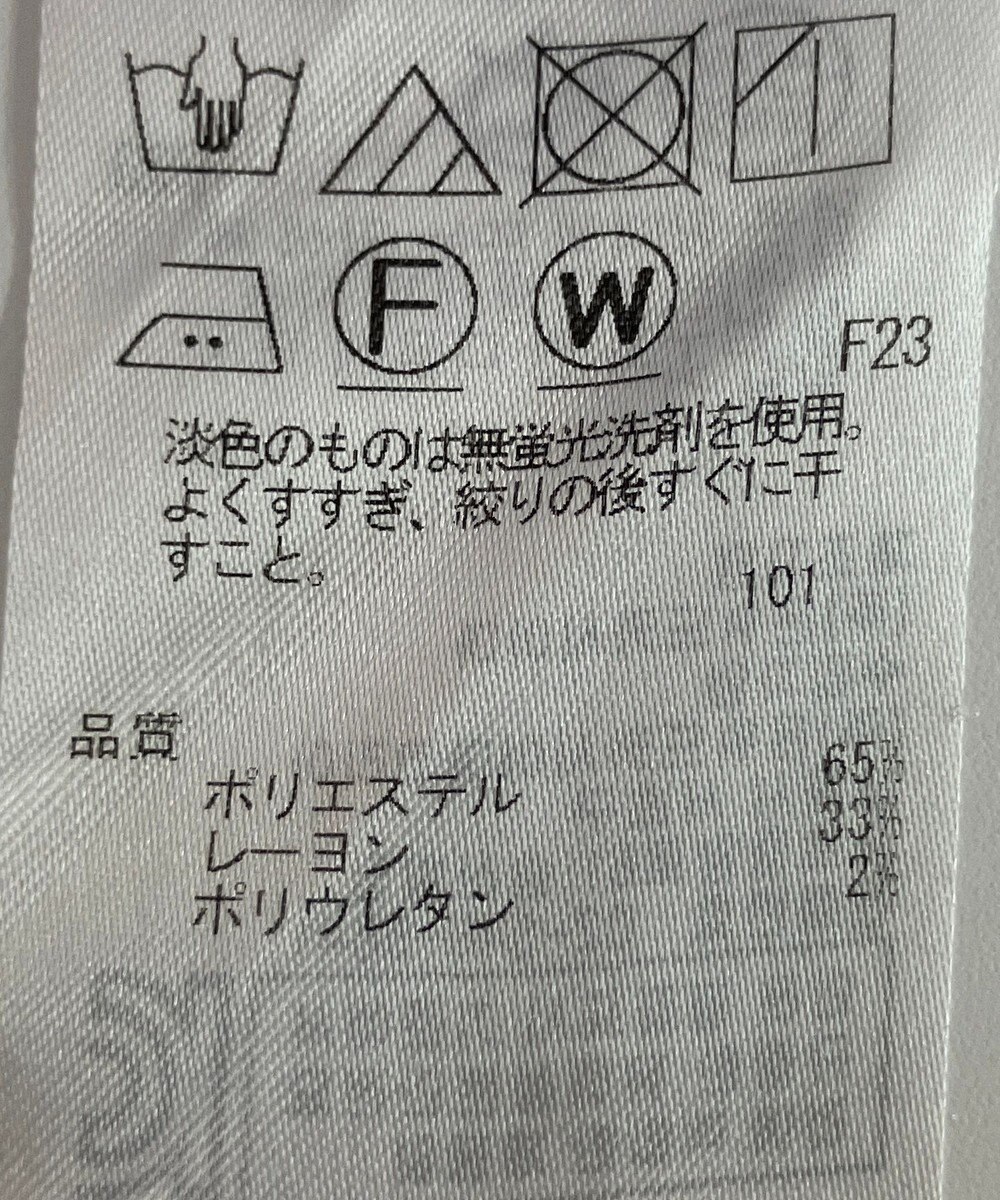 F
W
F23
淡色のものは無蛍光洗剤を使用。
よくすすぎ、絞りの後すぐに干
すこと。
101
品質
ポリエステル 65%
レーヨン 33%
ポリウレタン 2%